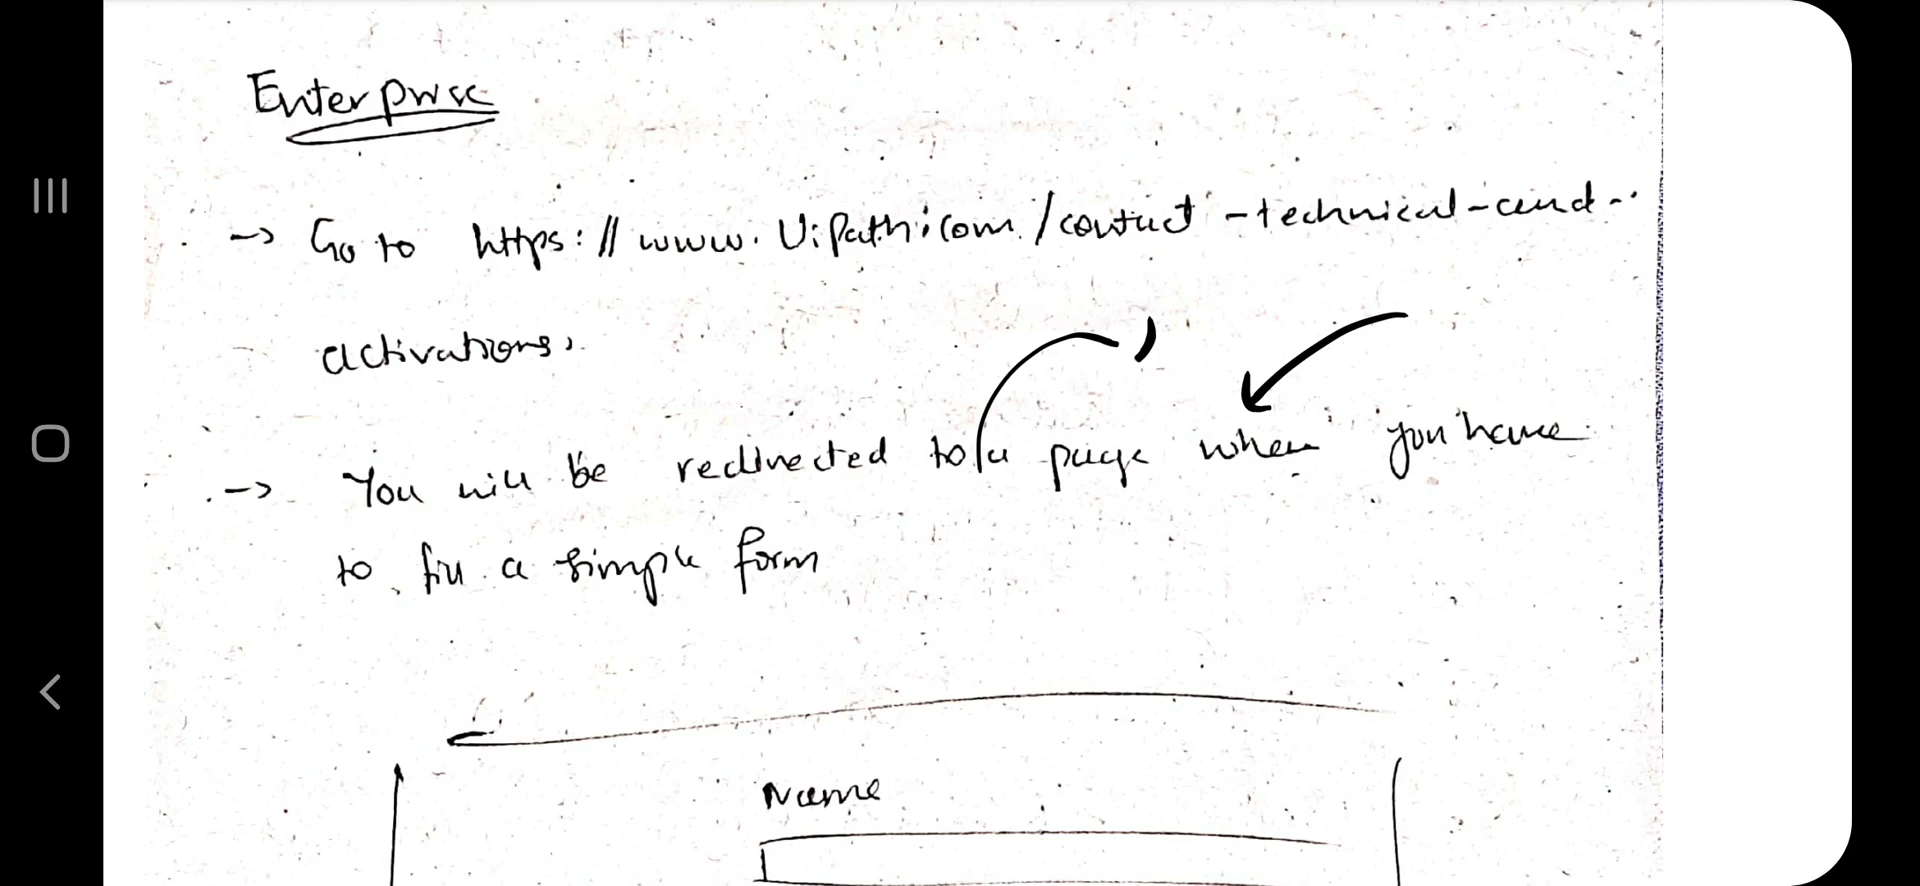 Enterprise
-> Go to https://www.UiPath.com/contact-technical-and-
activations.
-> You will be redirected to a page where you have
to fill a simple form
Name